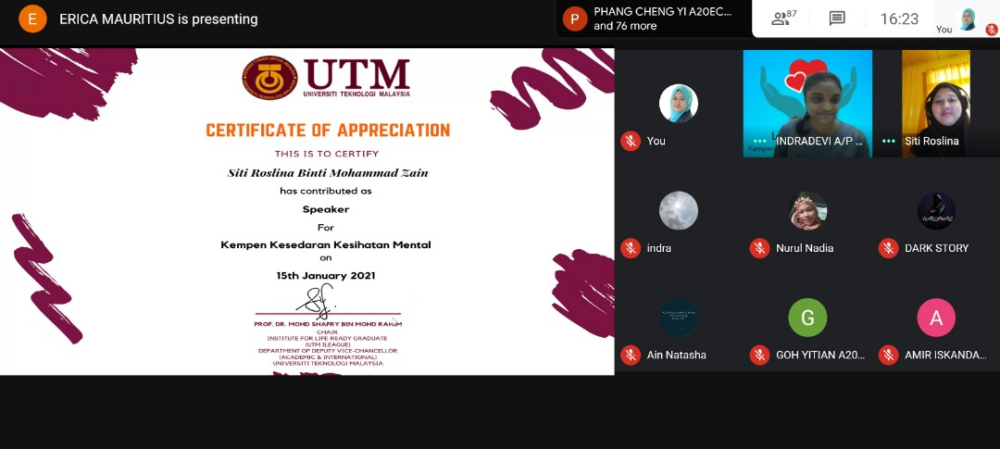 E
ERICA MAURITIUS is presenting
P
PHANG CHENG YI A20EC...
and 76 more
87
16:23
You
UTM
UNIVERSITI TEKNOLOGI MALAYSIA
CERTIFICATE OF APPRECIATION
THIS IS TO CERTIFY
Siti Roslina Binti Mohammad Zain
has contributed as
Speaker
For
Kempen Kesedaran Kesihatan Mental
on
15th January 2021
PROF. DR. MOHD SHAFRY BIN MOHD RAHIM
CHAIR
INSTITUTE FOR LIFE READY GRADUATE
(UTM ILEAGUE)
DEPARTMENT OF DEPUTY VICE-CHANCELLOR
(ACADEMIC & INTERNATIONAL)
UNIVERSITI TEKNOLOGI MALAYSIA
You
Kempen
INDRADEVI A/P ...
Siti Roslina
indra
Nurul Nadia
DARK STORY
Ain Natasha
G
GOH YITIAN A20...
A
AMIR ISKANDA...